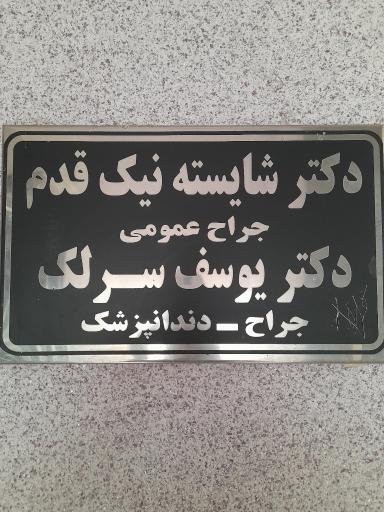 دکتر شایسته نیک قدم
جراح عمومی
دکتر یوسف سرلک
جراح ـ دندانپزشک